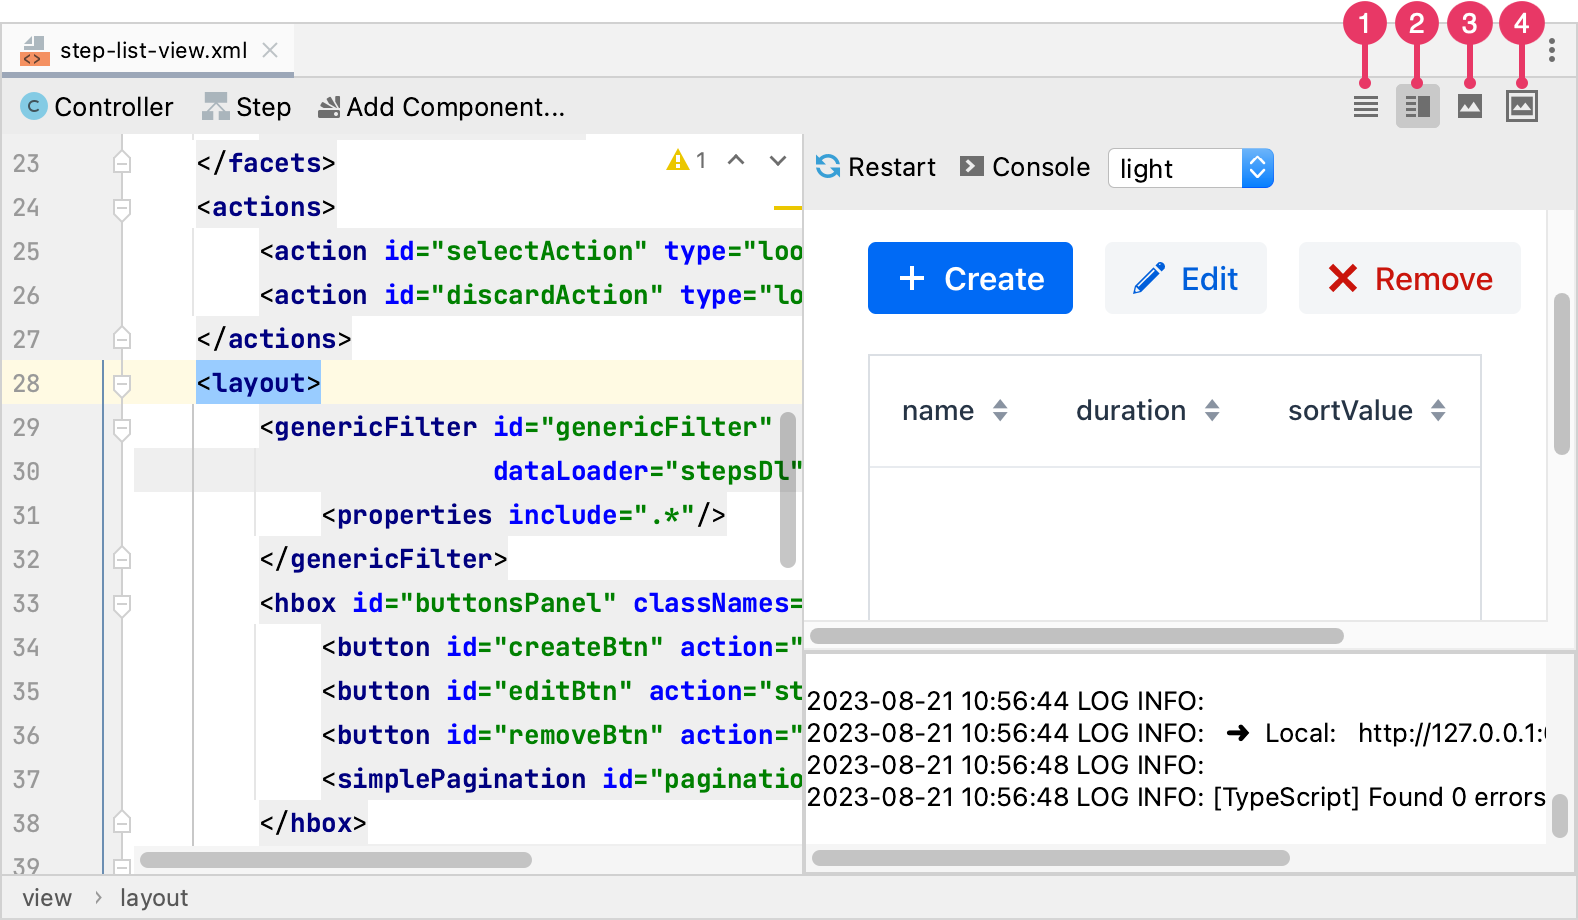 1 2 3 4
step-list-view.xml
C Controller Step Add Component...
23 </facets>
1
24 <actions>
25 <action id="selectAction" type="loo
26 <action id="discardAction" type="lo
27 </actions>
28 <layout>
29 <genericFilter id="genericFilter"
30 dataLoader="stepsDl"
31 <properties include=".*"/>
32 </genericFilter>
33 <hbox id="buttonsPanel" classNames=
34 <button id="createBtn" action="
35 <button id="editBtn" action="st
36 <button id="removeBtn" action="
37 <simplePagination id="paginatio
38 </hbox>
39
Restart Console light
Create Edit Remove
name duration sortValue
2023-08-21 10:56:44 LOG INFO:
2023-08-21 10:56:44 LOG INFO: ➜ Local: http://127.0.0.1:
2023-08-21 10:56:48 LOG INFO:
2023-08-21 10:56:48 LOG INFO: [TypeScript] Found 0 errors
view › layout